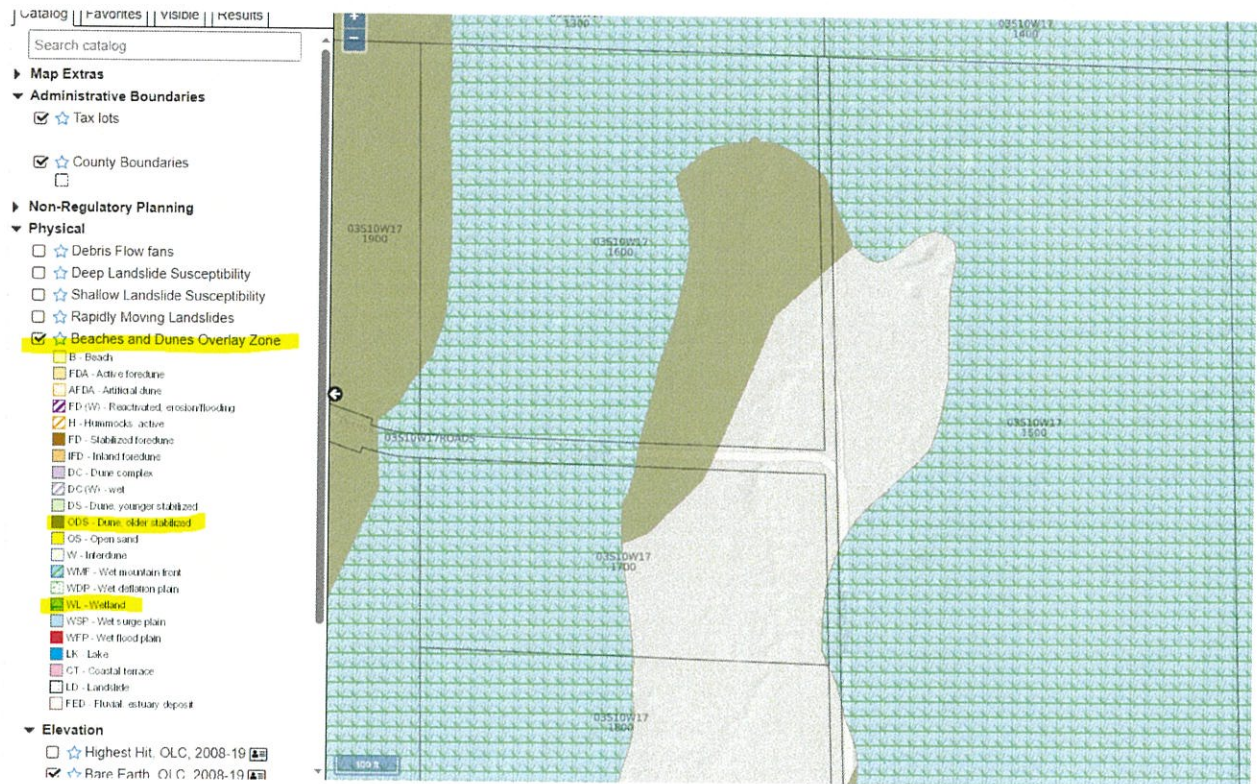 Catalog Favorites Visible Results
Search catalog
Map Extras
Administrative Boundaries
Tax lots
County Boundaries
Non-Regulatory Planning
Physical
Debris Flow fans
Deep Landslide Susceptibility
Shallow Landslide Susceptibility
Rapidly Moving Landslides
Beaches and Dunes Overlay Zone
B - Beach
FDA - Active foredune
AFDA - Artificial dune
FD (W) - Reactivated, erosion/flooding
H - Hummocks, active
FD - Stabilized foredune
IFD - Inland foredune
DC - Dune complex
DC (W) - wet
DS - Dune, younger stabilized
ODS - Dune, older stabilized
OS - Open sand
W - Interdune
WMF - Wet mountain front
WDP - Wet deflation plain
WL - Wetland
WSP - Wet surge plain
WFP - Wet flood plain
LK - Lake
CT - Coastal terrace
LD - Landslide
FED - Fluvial, estuary deposit
Elevation
Highest Hit, OLC, 2008-19
Bare Earth, OLC, 2008-19
+
−
1300
03S10W17
1400
03S10W17
1900
03S10W17
1600
03S10W17ROADS
03S10W17
1500
03S10W17
1700
03S10W17
1800